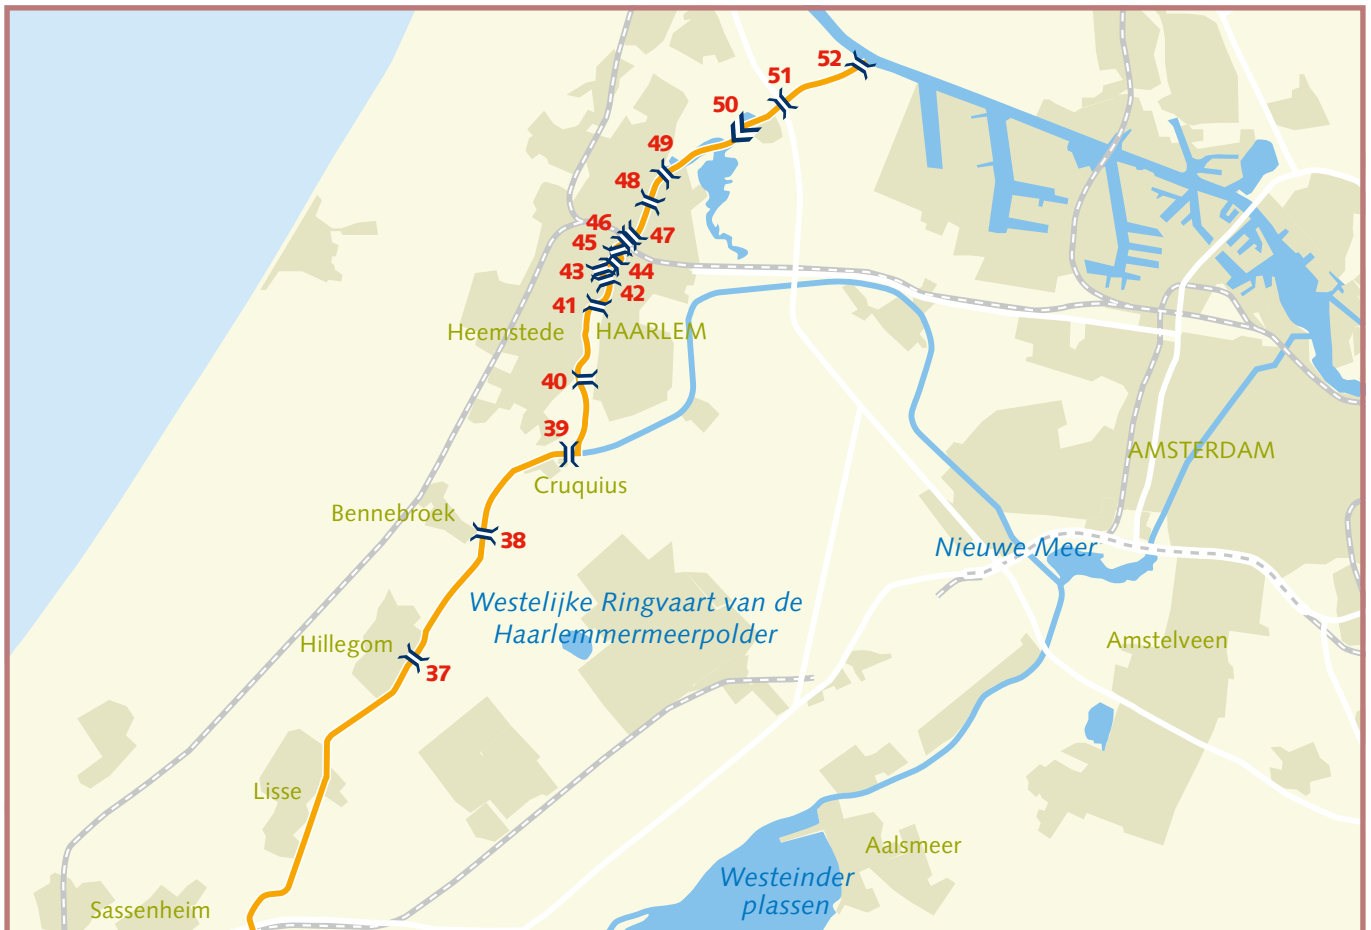 52
51
50
49
48
46
47
45
43
44
42
41
Heemstede
HAARLEM
40
39
AMSTERDAM
Cruquius
Bennebroek
38
Nieuwe Meer
Westelijke Ringvaart van de
Haarlemmermeerpolder
Hillegom
Amstelveen
37
Lisse
Aalsmeer
Westeinder
plassen
Sassenheim